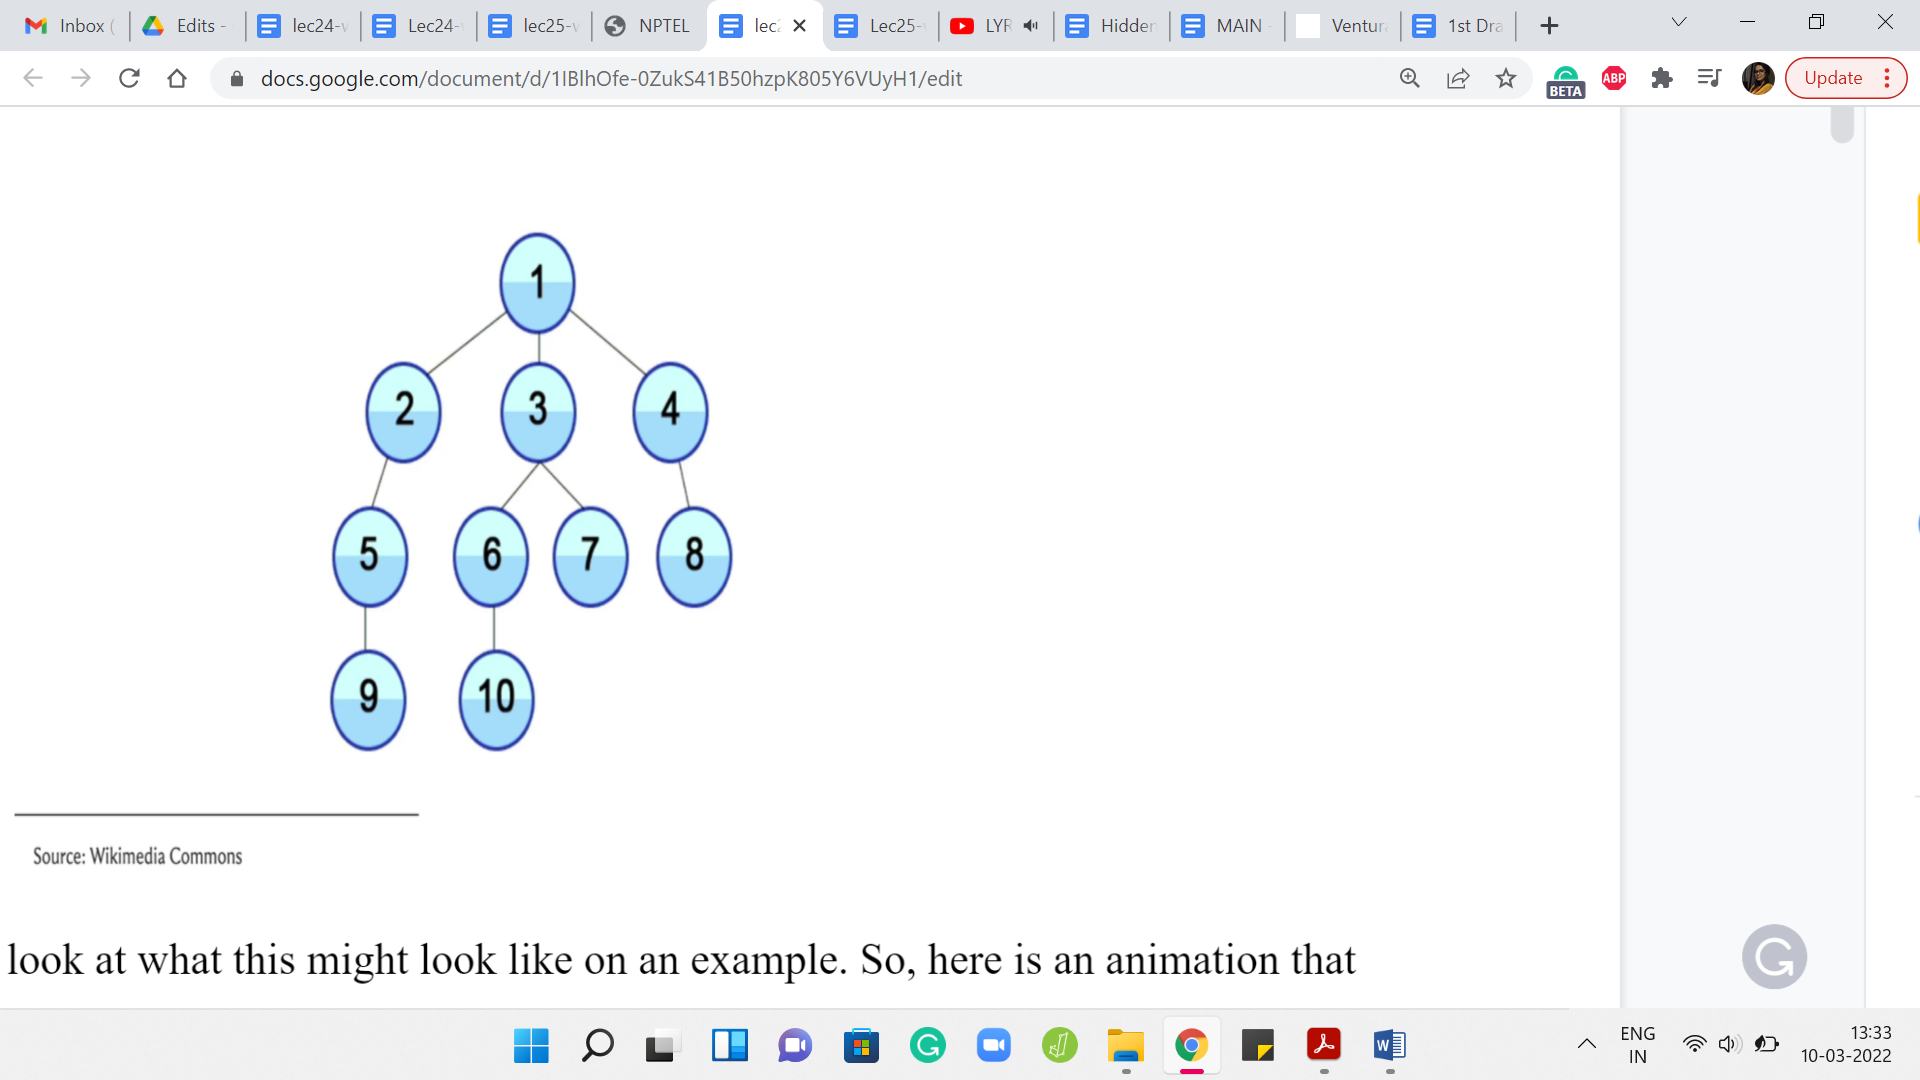 Inbox (
Edits -
lec24-v
Lec24-
lec25-v
NPTEL
lec
Lec25-
LYR
Hidden
MAIN
Ventur
1st Dra
docs.google.com/document/d/1IBlhOfe-0ZukS41B50hzpK805Y6VUyH1/edit
BETA
ABP
Update
1
2 3 4
5 6 7 8
9 10
Source: Wikimedia Commons
look at what this might look like on an example. So, here is an animation that
ENG
IN
13:33
10-03-2022